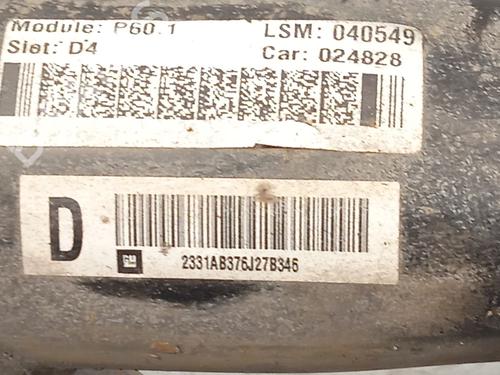 Module: P60.1 LSM: 040549
Slot: D4 Car: 024828
D
GM 2331AB376J27B346